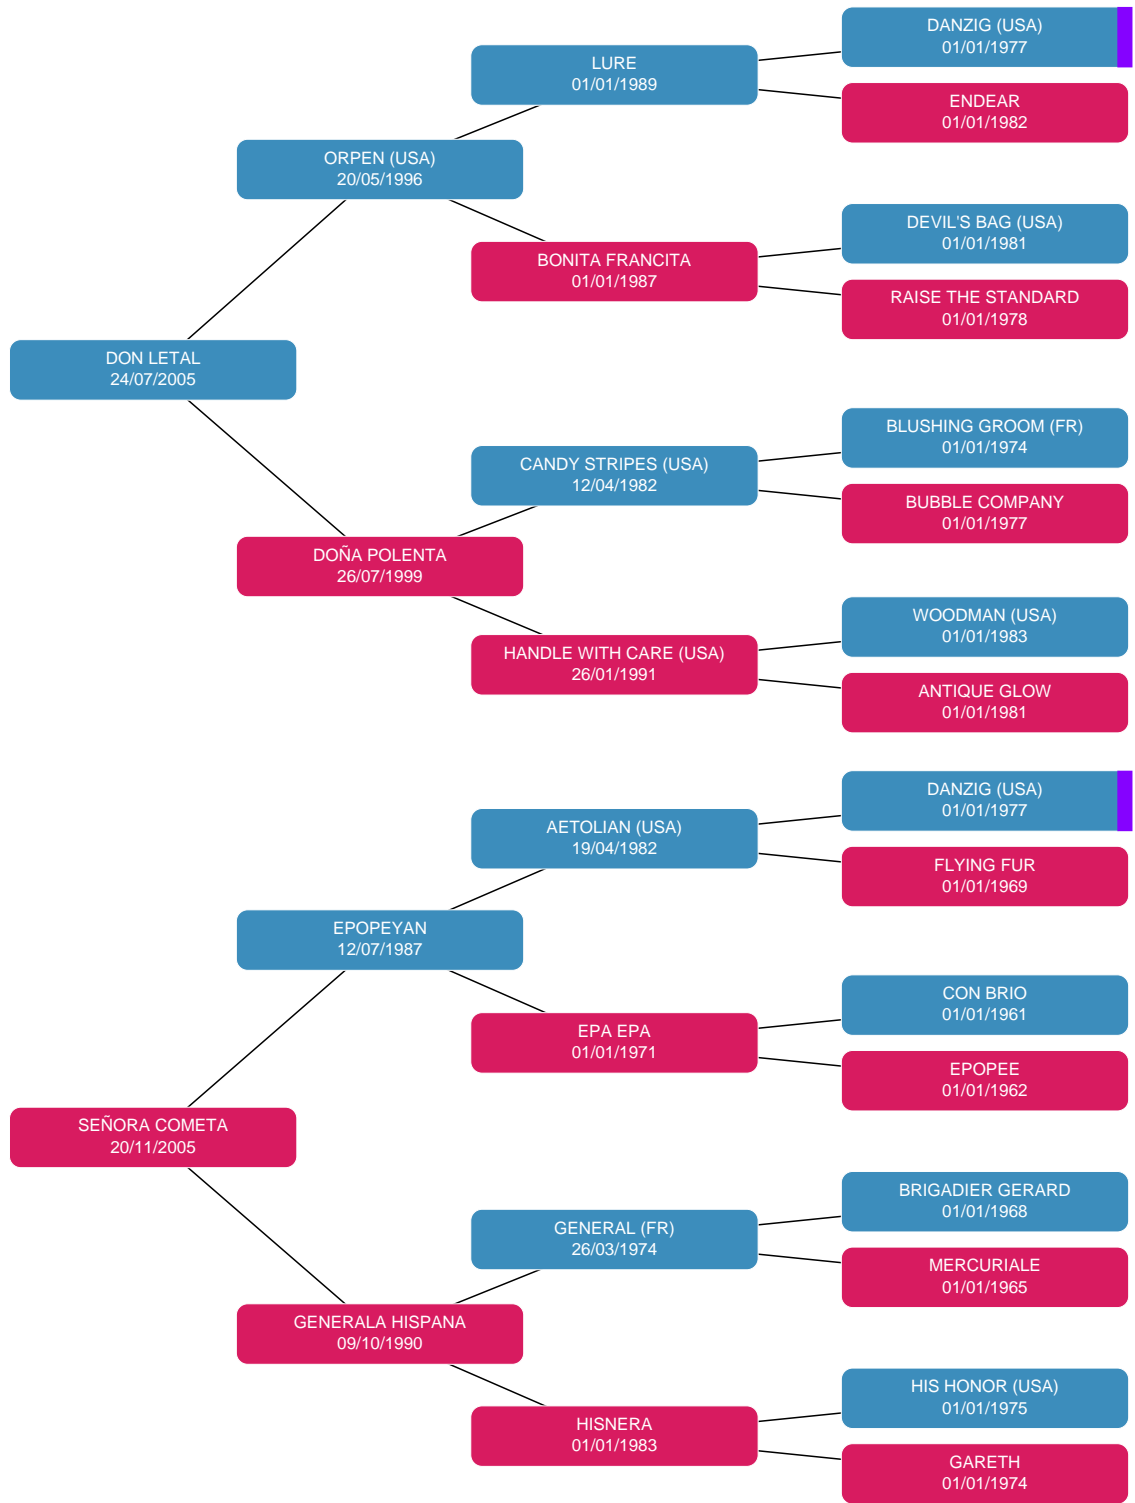 DANZIG (USA)
01/01/1977
LURE
01/01/1989
ENDEAR
01/01/1982
ORPEN (USA)
20/05/1996
DEVIL'S BAG (USA)
01/01/1981
BONITA FRANCITA
01/01/1987
RAISE THE STANDARD
01/01/1978
DON LETAL
24/07/2005
BLUSHING GROOM (FR)
01/01/1974
CANDY STRIPES (USA)
12/04/1982
BUBBLE COMPANY
01/01/1977
DOÑA POLENTA
26/07/1999
WOODMAN (USA)
01/01/1983
HANDLE WITH CARE (USA)
26/01/1991
ANTIQUE GLOW
01/01/1981
DANZIG (USA)
01/01/1977
AETOLIAN (USA)
19/04/1982
FLYING FUR
01/01/1969
EPOPEYAN
12/07/1987
CON BRIO
01/01/1961
EPA EPA
01/01/1971
EPOPEE
01/01/1962
SEÑORA COMETA
20/11/2005
BRIGADIER GERARD
01/01/1968
GENERAL (FR)
26/03/1974
MERCURIALE
01/01/1965
GENERALA HISPANA
09/10/1990
HIS HONOR (USA)
01/01/1975
HISNERA
01/01/1983
GARETH
01/01/1974